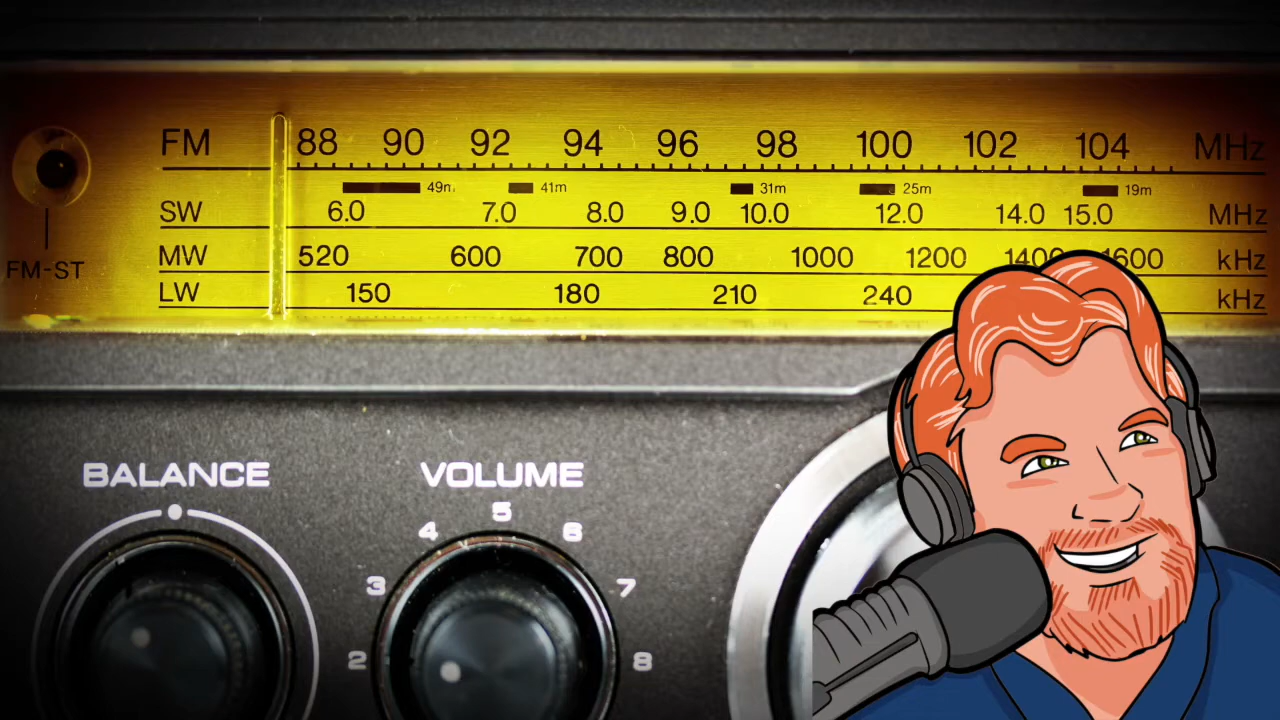 FM 88 90 92 94 96 98 100 102 104 MHz
49m 41m 31m 25m 19m
SW 6.0 7.0 8.0 9.0 10.0 12.0 14.0 15.0 MHz
MW 520 600 700 800 1000 1200 1400 1600 kHz
FM-ST
LW 150 180 210 240 kHz
BALANCE VOLUME
5
4 6
3 7
2 8